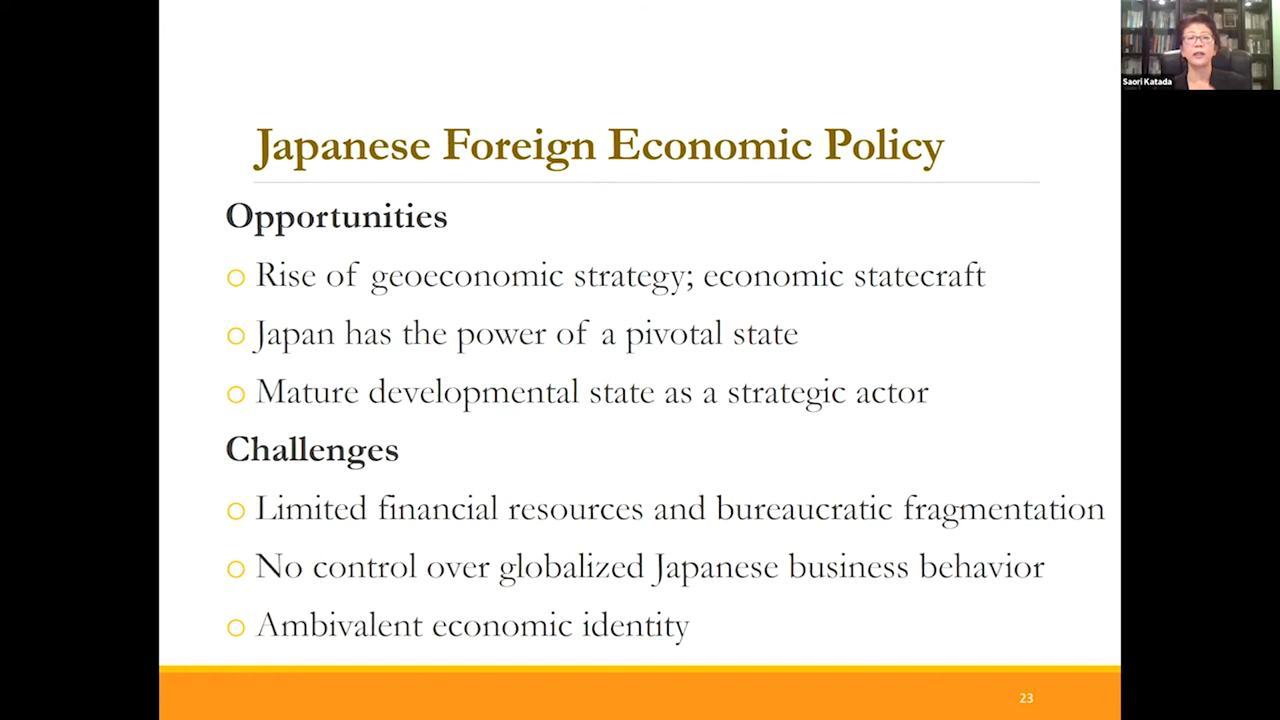 Saori Katada
Japanese Foreign Economic Policy
Opportunities
Rise of geoeconomic strategy; economic statecraft
Japan has the power of a pivotal state
Mature developmental state as a strategic actor
Challenges
Limited financial resources and bureaucratic fragmentation
No control over globalized Japanese business behavior
Ambivalent economic identity
23